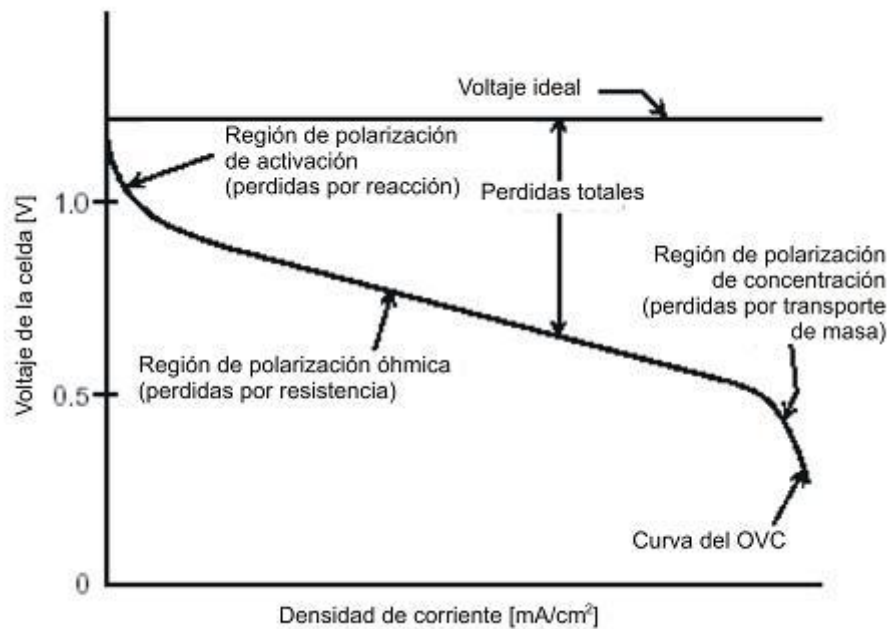 Voltaje ideal
Región de polarización
de activación
(perdidas por reacción)
Perdidas totales
1.0
Región de polarización
de concentración
(perdidas por transporte
de masa)
Voltaje de la celda [V]
Región de polarización óhmica
(perdidas por resistencia)
0.5
Curva del OVC
0
Densidad de corriente [mA/cm²]